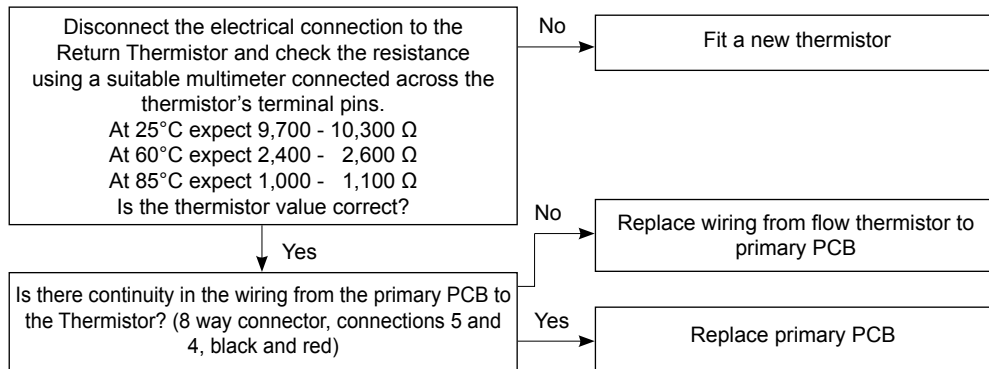 Disconnect the electrical connection to the
Return Thermistor and check the resistance
using a suitable multimeter connected across the
thermistor’s terminal pins.
At 25°C expect 9,700 - 10,300 Ω
At 60°C expect 2,400 - 2,600 Ω
At 85°C expect 1,000 - 1,100 Ω
Is the thermistor value correct?
No
Fit a new thermistor
Yes
Is there continuity in the wiring from the primary PCB to
the Thermistor? (8 way connector, connections 5 and
4, black and red)
No
Replace wiring from flow thermistor to
primary PCB
Yes
Replace primary PCB